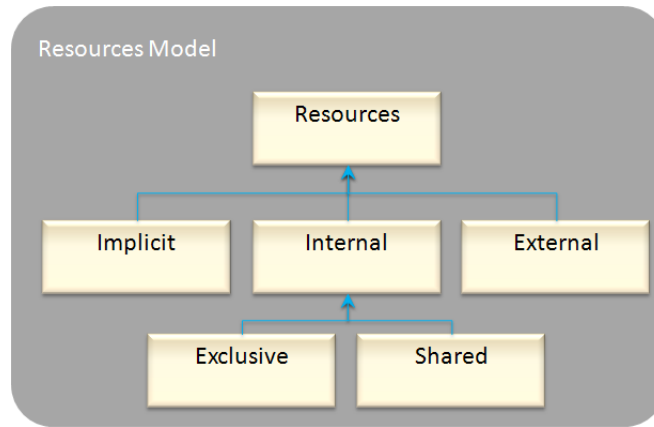 Resources Model
Resources
Implicit
Internal
External
Exclusive
Shared